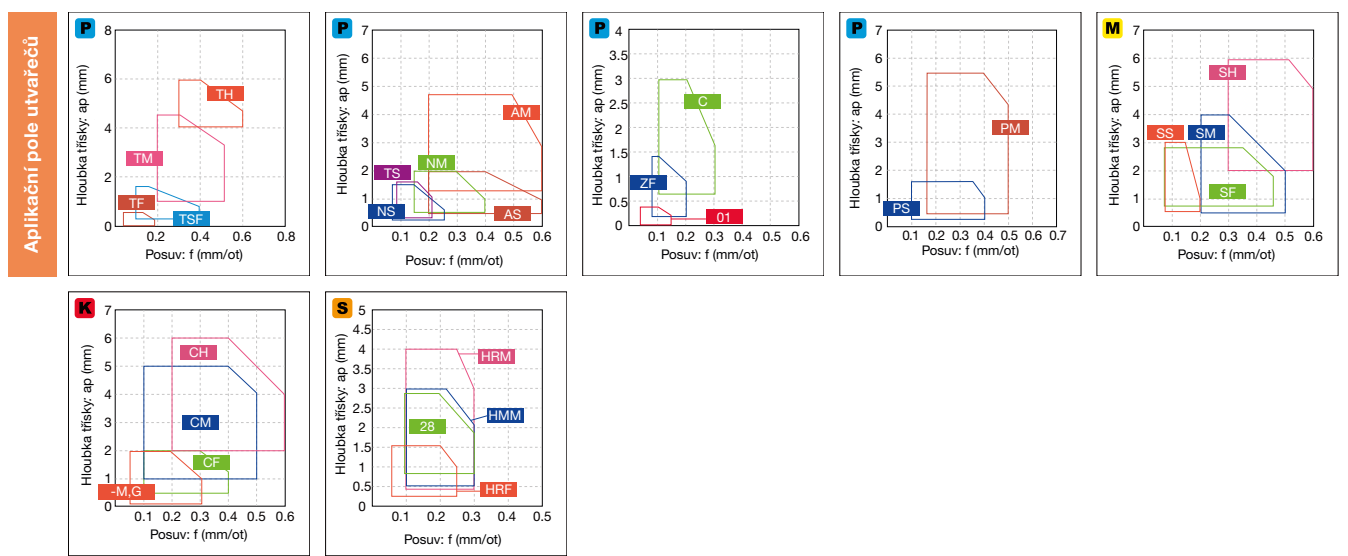 Aplikační pole utvařečů
P
Hloubka třísky: ap (mm)
8
6
4
2
0
TH
TM
TF
TSF
0.2 0.4 0.6 0.8
Posuv: f (mm/ot)
P
Hloubka třísky: ap (mm)
7
6
5
4
3
2
1
0
AM
TS
NM
NS
AS
0.1 0.2 0.3 0.4 0.5 0.6
Posuv: f (mm/ot)
P
Hloubka třísky: ap (mm)
4
3.5
3
2.5
2
1.5
1
0.5
0
C
ZF
01
0.1 0.2 0.3 0.4 0.5 0.6
Posuv: f (mm/ot)
P
Hloubka třísky: ap (mm)
7
6
5
4
3
2
1
0
PM
PS
0.1 0.2 0.3 0.4 0.5 0.6 0.7
Posuv: f (mm/ot)
M
Hloubka třísky: ap (mm)
7
6
5
4
3
2
1
0
SH
SS
SM
SF
0.1 0.2 0.3 0.4 0.5 0.6
Posuv: f (mm/ot)
K
Hloubka třísky: ap (mm)
7
6
5
4
3
2
1
0
CH
CM
CF
-M,G
0.1 0.2 0.3 0.4 0.5 0.6
Posuv: f (mm/ot)
S
Hloubka třísky: ap (mm)
5
4.5
4
3.5
3
2.5
2
1.5
1
0.5
0
HRM
HMM
28
HRF
0.1 0.2 0.3 0.4 0.5
Posuv: f (mm/ot)